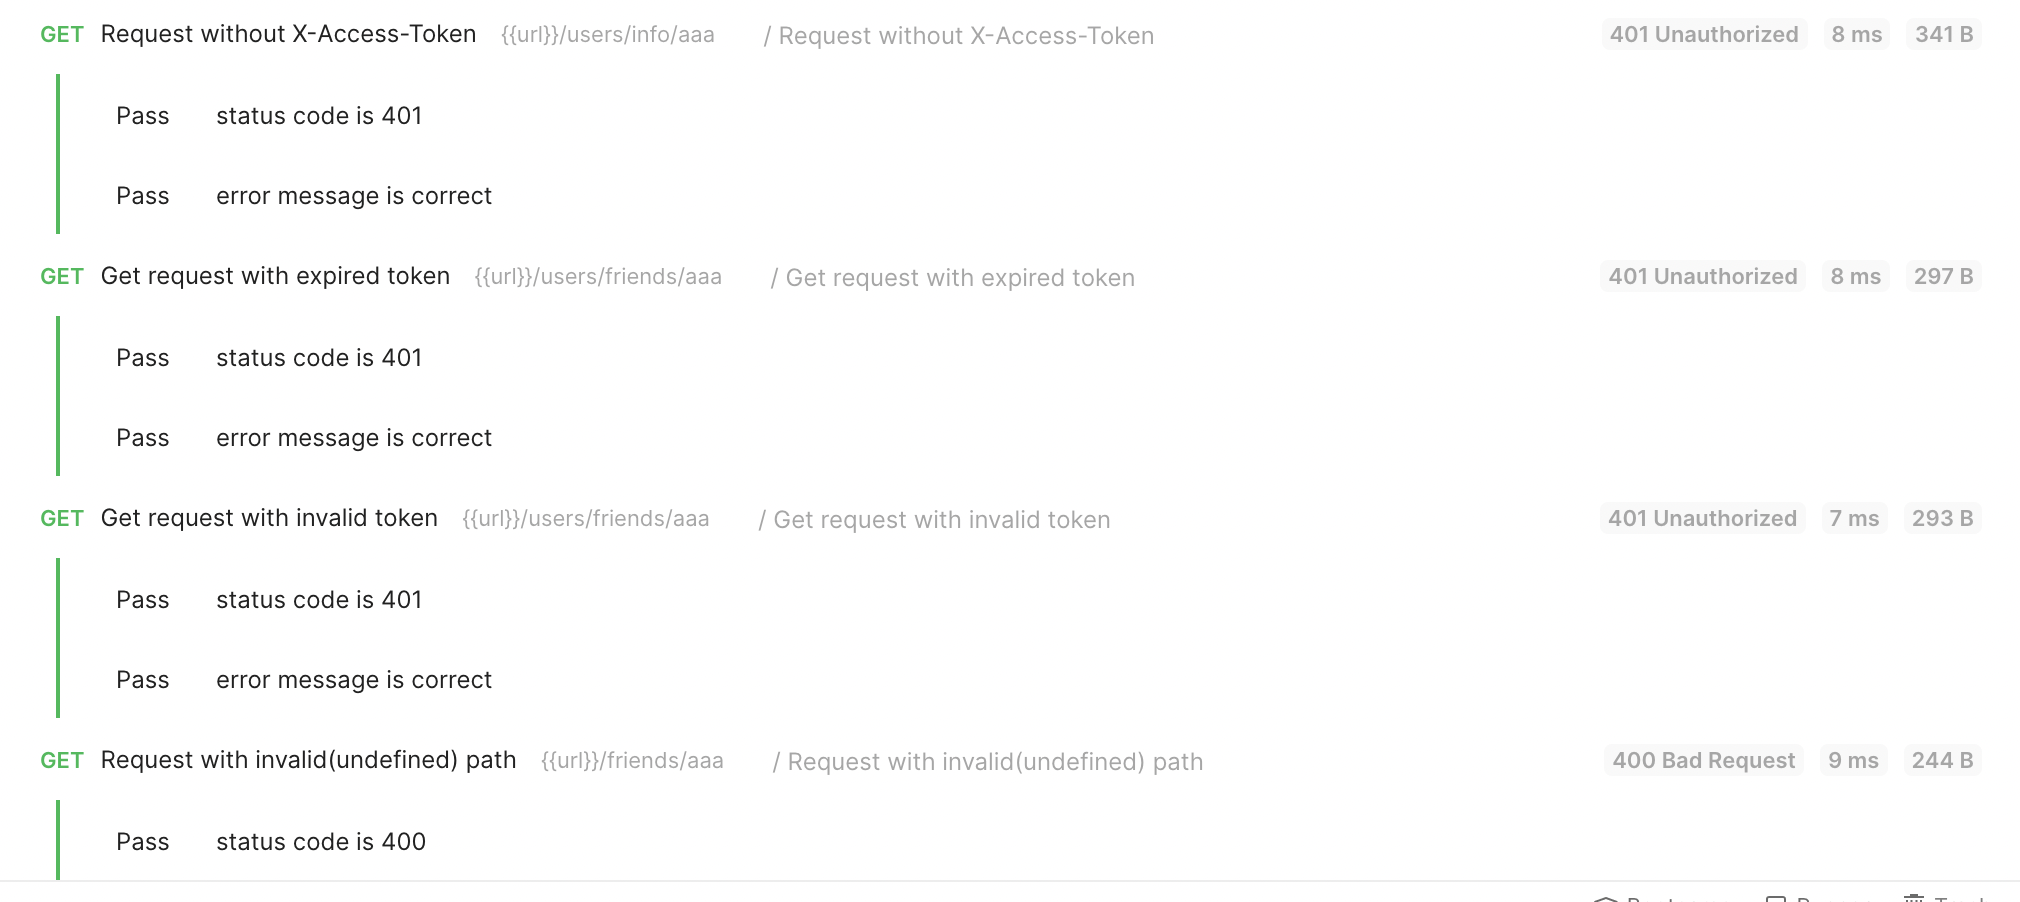 GET Request without X-Access-Token {{url}}/users/info/aaa / Request without X-Access-Token 401 Unauthorized 8 ms 341 B
Pass status code is 401
Pass error message is correct
GET Get request with expired token {{url}}/users/friends/aaa / Get request with expired token 401 Unauthorized 8 ms 297 B
Pass status code is 401
Pass error message is correct
GET Get request with invalid token {{url}}/users/friends/aaa / Get request with invalid token 401 Unauthorized 7 ms 293 B
Pass status code is 401
Pass error message is correct
GET Request with invalid(undefined) path {{url}}/friends/aaa / Request with invalid(undefined) path 400 Bad Request 9 ms 244 B
Pass status code is 400